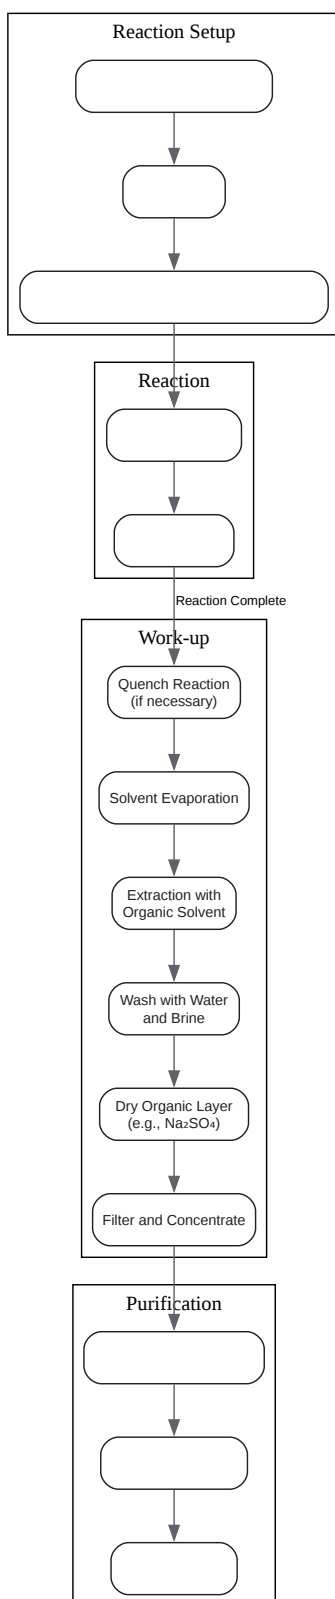 Reaction Setup
Reaction
Reaction Complete
Work-up
Quench Reaction
(if necessary)
Solvent Evaporation
Extraction with
Organic Solvent
Wash with Water
and Brine
Dry Organic Layer
(e.g., Na₂SO₄)
Filter and Concentrate
Purification